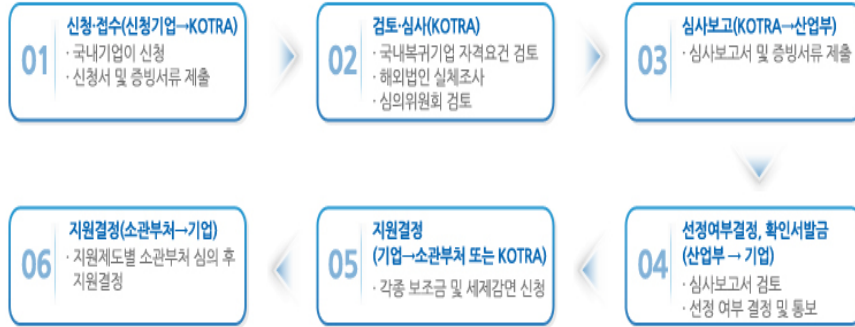 01
신청·접수(신청기업→KOTRA)
· 국내기업이 신청
· 신청서 및 증빙서류 제출
02
검토·심사(KOTRA)
· 국내복귀기업 자격요건 검토
· 해외법인 실체조사
· 심의위원회 검토
03
심사보고(KOTRA→산업부)
· 심사보고서 및 증빙서류 제출
04
선정여부결정, 확인서발금
(산업부 → 기업)
· 심사보고서 검토
· 선정 여부 결정 및 통보
05
지원결정
(기업→소관부처 또는 KOTRA)
· 각종 보조금 및 세제감면 신청
06
지원결정(소관부처→기업)
· 지원제도별 소관부처 심의 후
지원결정